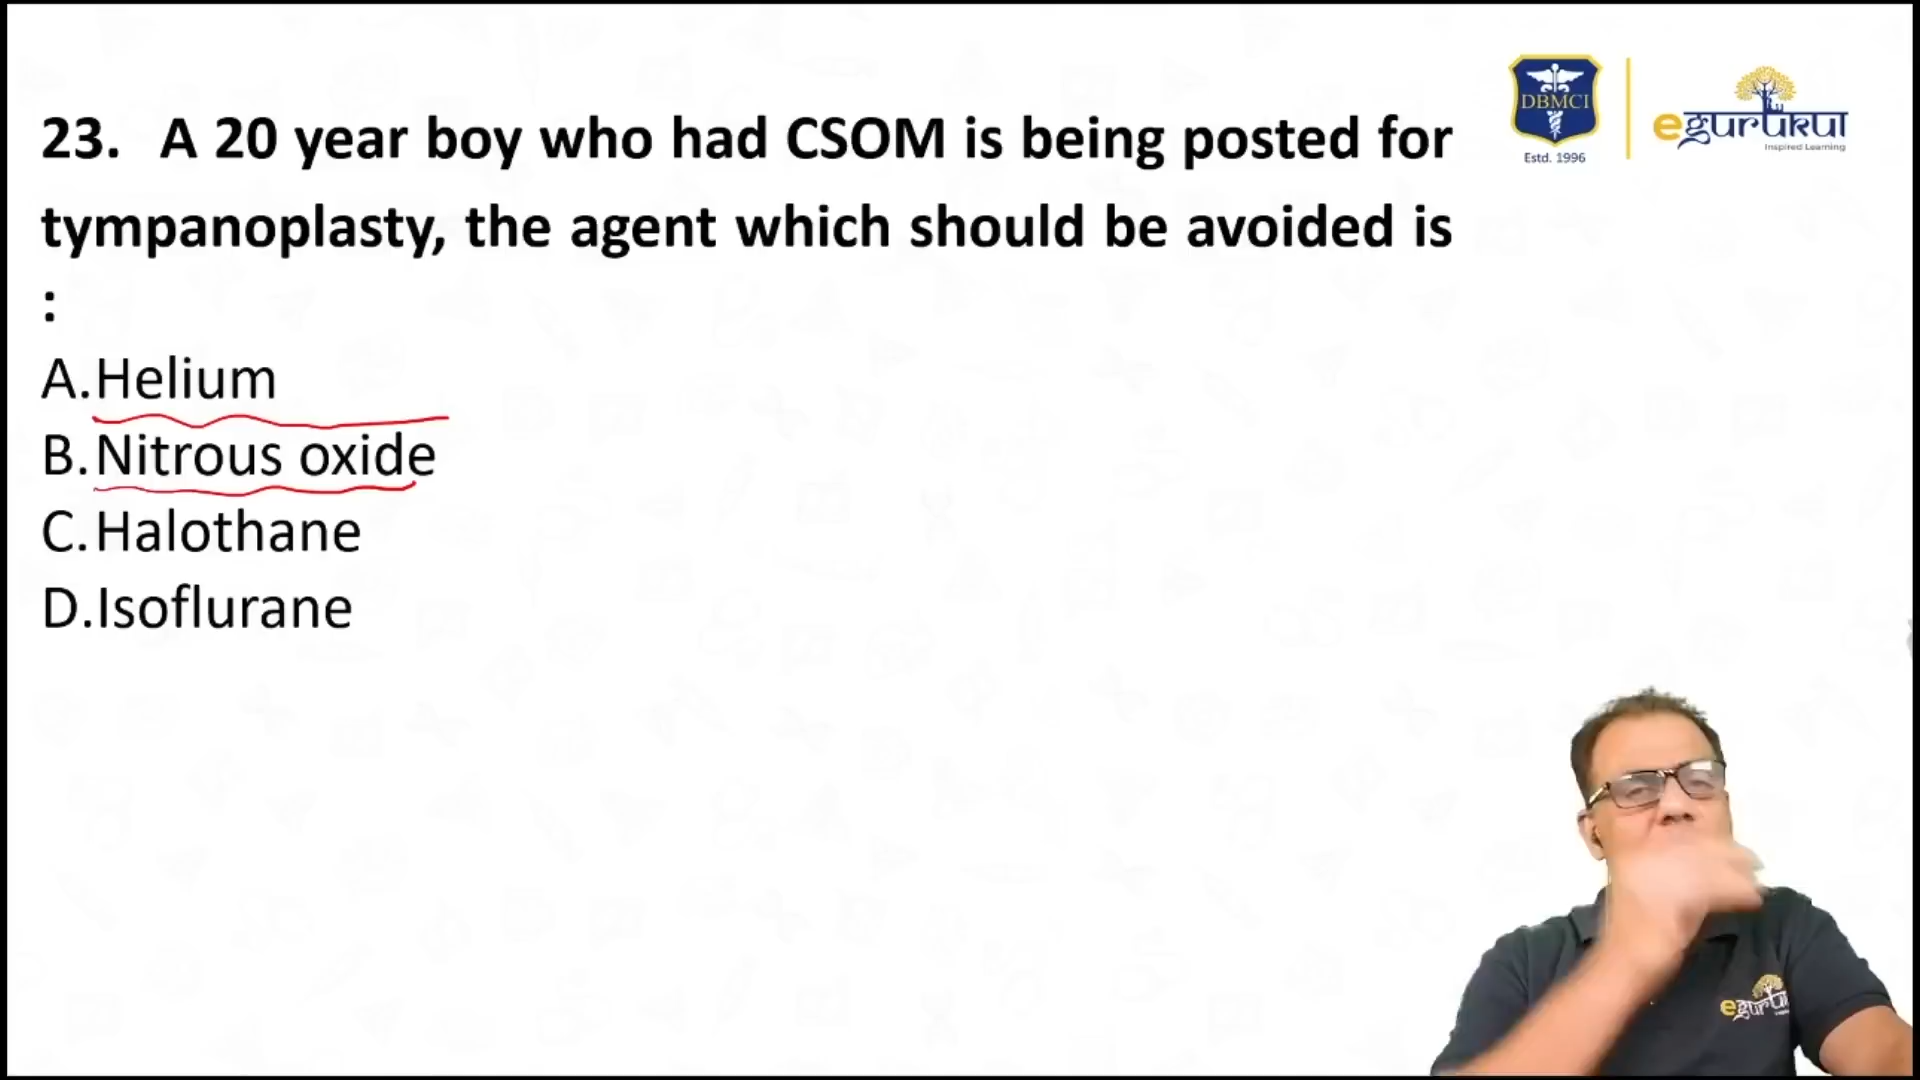 23. A 20 year boy who had CSOM is being posted for
tympanoplasty, the agent which should be avoided is
:
A.Helium
B.Nitrous oxide
C.Halothane
D.Isoflurane
DBMCI
Estd. 1996
egurukul
Inspired Learning